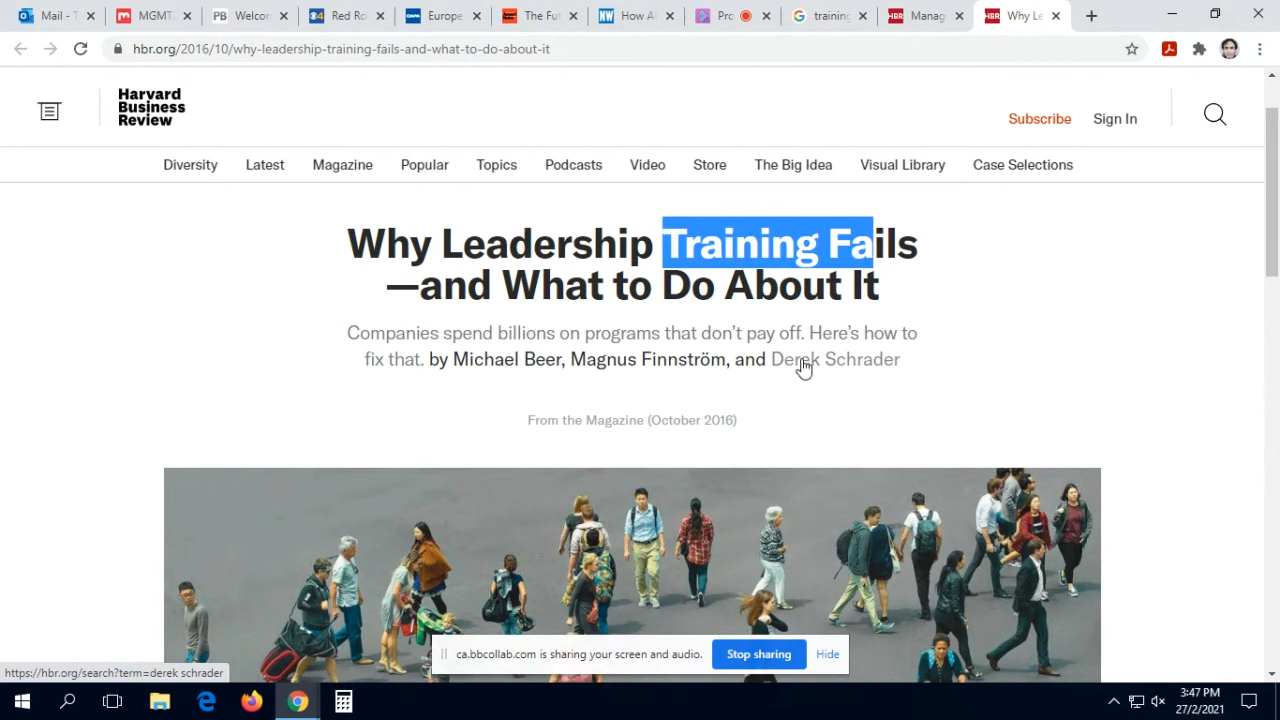 Mail - T
MGMT
Welcon
Red Ro
Europe
The Fut
How Al
Pro
training
Manag
Why Le
hbr.org/2016/10/why-leadership-training-fails-and-what-to-do-about-it
Harvard
Business
Review
Subscribe Sign In
Diversity Latest Magazine Popular Topics Podcasts Video Store The Big Idea Visual Library Case Selections
Why Leadership Training Fails
—and What to Do About It
Companies spend billions on programs that don't pay off. Here's how to
fix that. by Michael Beer, Magnus Finnström, and Derek Schrader
From the Magazine (October 2016)
ca.bbcollab.com is sharing your screen and audio. Stop sharing Hide
https://hbr.org/search?term=derek schrader
3:47 PM
27/2/2021